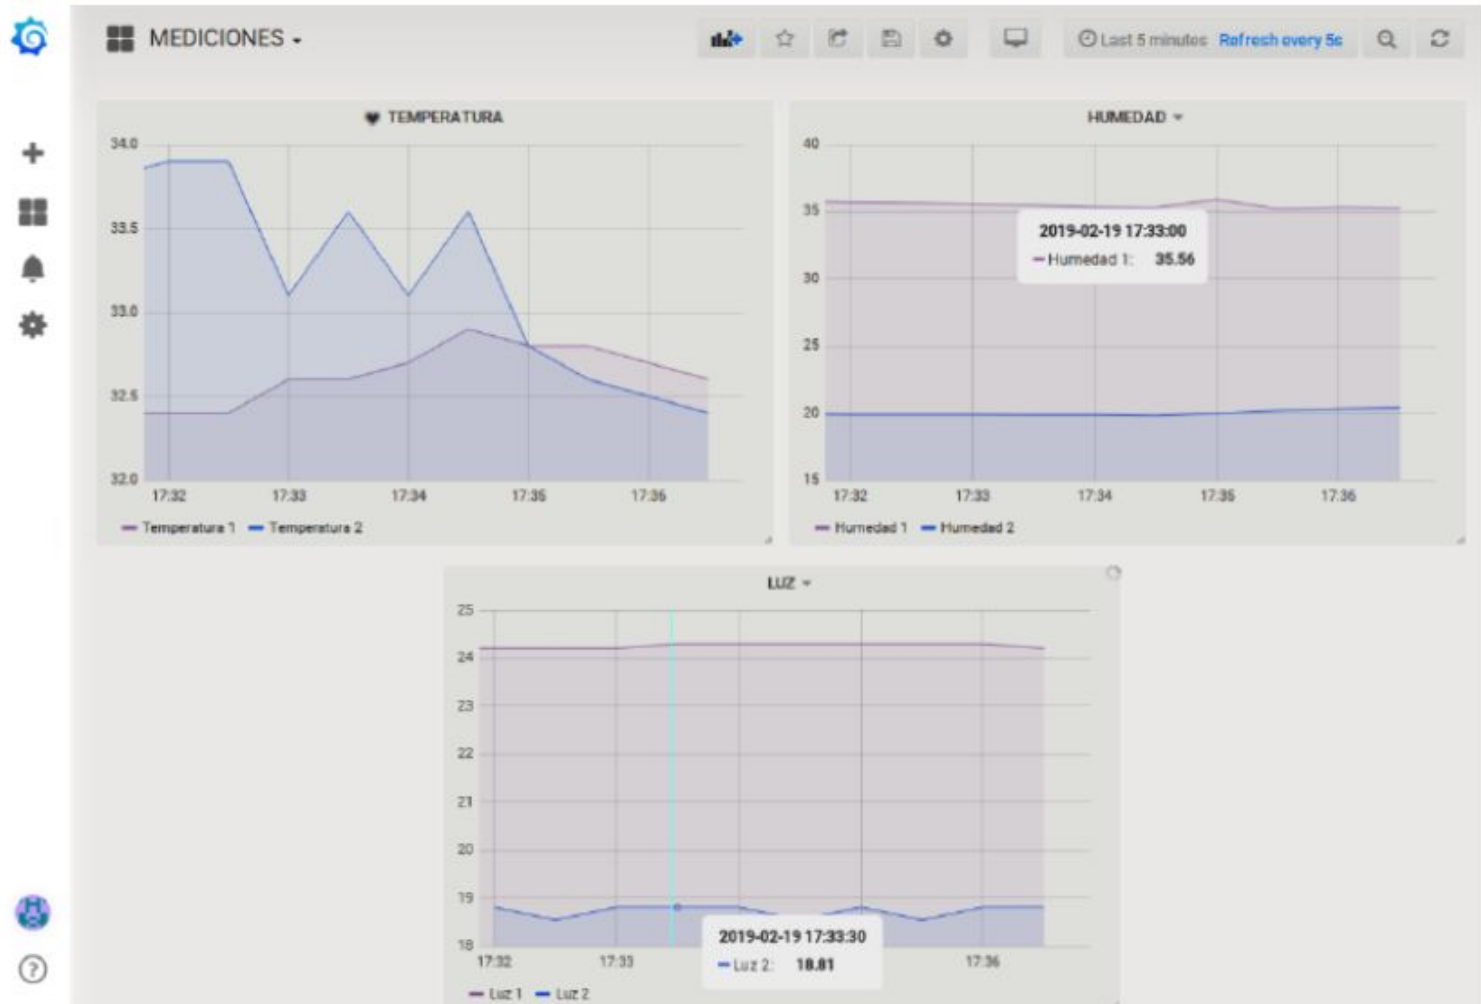 MEDICIONES
Last 5 minutes Refresh every 5s
TEMPERATURA
34.0
33.5
33.0
32.5
32.0
17:32 17:33 17:34 17:35 17:36
Temperatura 1 Temperatura 2
HUMEDAD
40
35
30
25
20
15
2019-02-19 17:33:00
Humedad 1: 35.56
17:32 17:33 17:34 17:35 17:36
Humedad 1 Humedad 2
LUZ
25
24
23
22
21
20
19
18
2019-02-19 17:33:30
Luz 2: 18.81
17:32 17:33 17:36
Luz 1 Luz 2